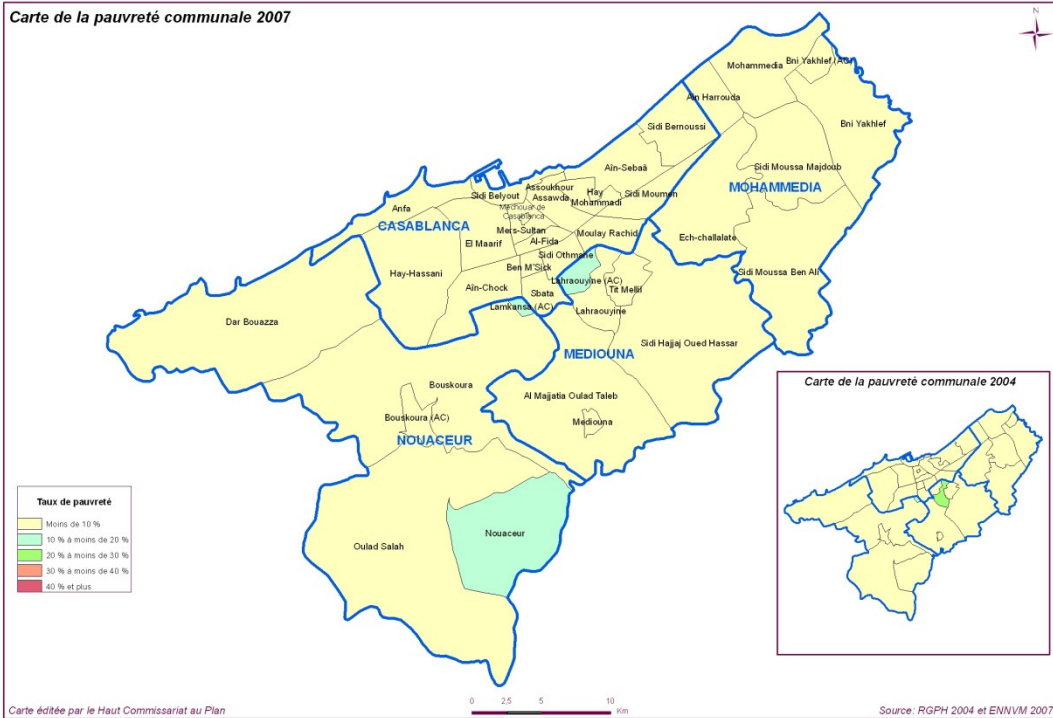 Carte de la pauvreté communale 2007
N
Mohammedia
Bni Yakhlef (AC)
Aïn Harrouda
Sidi Bernoussi
Bni Yakhlef
Aïn-Sebaâ
Sidi Moussa Majdoub
MOHAMMEDIA
Sidi Belyout
Assoukhour
Assawda
Hay
Mohammadi
Sidi Moumen
Anfa
Mechouar de
Casablanca
CASABLANCA
Mers-Sultan
El Maarif
Al-Fida
Moulay Rachid
Ech-challalate
Sidi Othmane
Hay-Hassani
Ben M'Sick
Sidi Moussa Ben Ali
Aïn-Chock
Lahraouyine (AC)
Tit Mellil
Sbata
Lamkansa (AC)
Lahraouyine
Dar Bouazza
Sidi Hajjaj Oued Hassar
MEDIOUNA
Bouskoura
Al Majjatia Oulad Taleb
Bouskoura (AC)
Mediouna
NOUACEUR
Carte de la pauvreté communale 2004
Taux de pauvreté
Moins de 10 %
10 % à moins de 20 %
20 % à moins de 30 %
30 % à moins de 40 %
40 % et plus
Nouaceur
Oulad Salah
0 2,5 5 10
Km
Carte éditée par le Haut Commissariat au Plan
Source: RGPH 2004 et ENNVM 2007